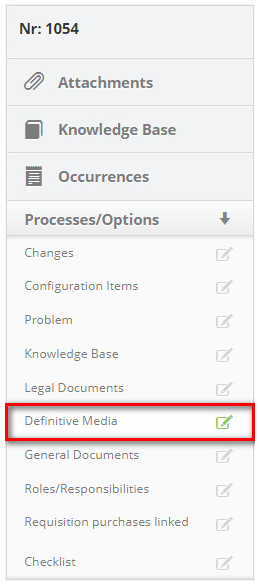 Nr: 1054
Attachments
Knowledge Base
Occurrences
Processes/Options
Changes
Configuration Items
Problem
Knowledge Base
Legal Documents
Definitive Media
General Documents
Roles/Responsibilities
Requisition purchases linked
Checklist